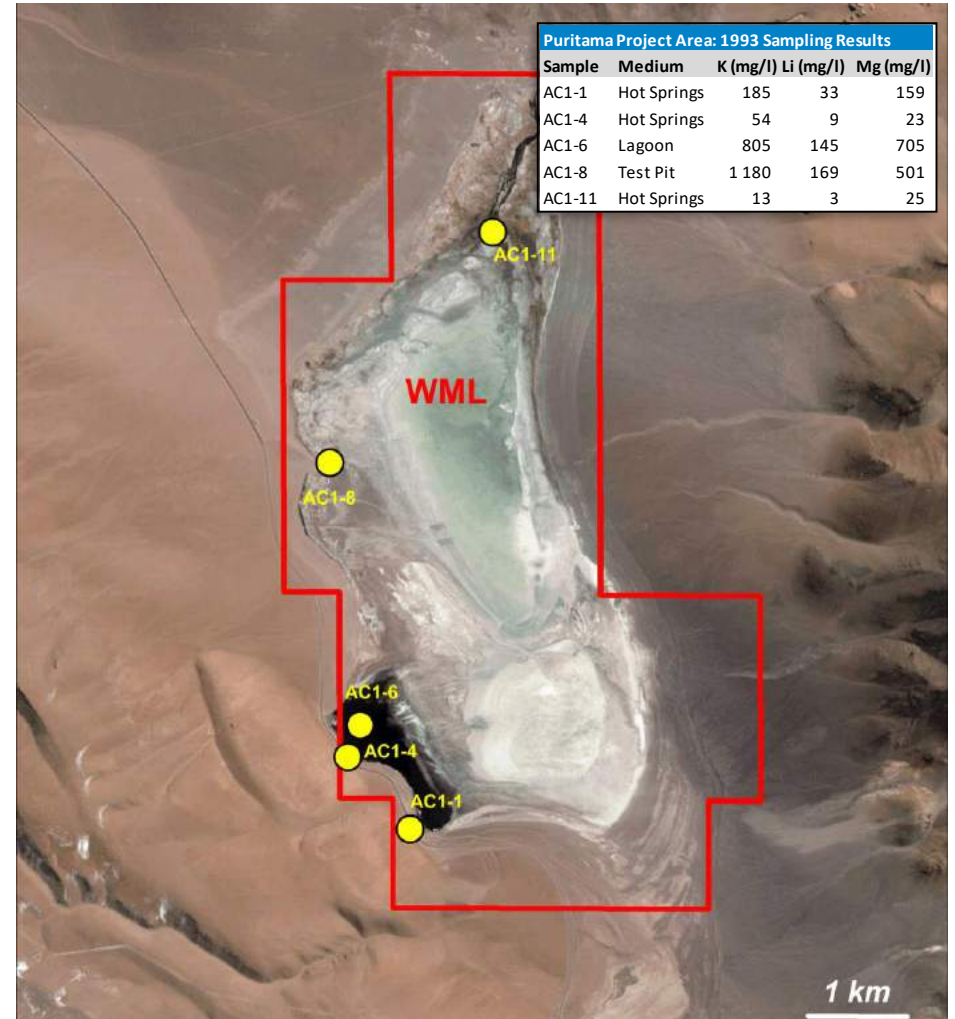 Puritama Project Area: 1993 Sampling Results
Sample Medium K (mg/l) Li (mg/l) Mg (mg/l)
AC1-1 Hot Springs 185 33 159
AC1-4 Hot Springs 54 9 23
AC1-6 Lagoon 805 145 705
AC1-8 Test Pit 1 180 169 501
AC1-11 Hot Springs 13 3 25
AC1-11
WML
AC1-8
AC1-6
AC1-4
AC1-1
1 km